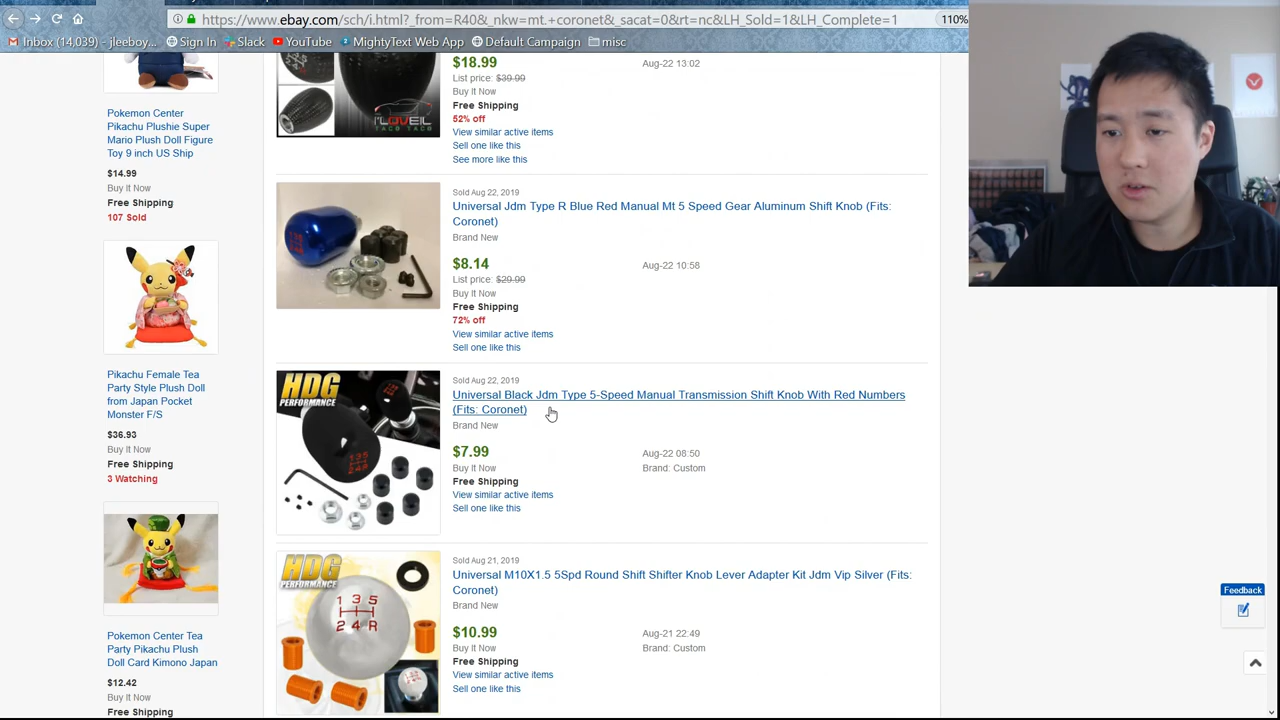 https://www.ebay.com/sch/i.html?_from=R40&_nkw=mt.+coronet&_sacat=0&rt=nc&LH_Sold=1&LH_Complete=1
110%
Inbox (14,039) - jleeboy...
Sign In
Slack
YouTube
MightyText Web App
Default Campaign
misc
Pokemon Center
Pikachu Plushie Super
Mario Plush Doll Figure
Toy 9 inch US Ship
$14.99
Buy It Now
Free Shipping
107 Sold
Pikachu Female Tea
Party Style Plush Doll
from Japan Pocket
Monster F/S
$36.93
Buy It Now
Free Shipping
3 Watching
Pokemon Center Tea
Party Pikachu Plush
Doll Card Kimono Japan
$12.42
Buy It Now
Free Shipping
$18.99
Aug-22 13:02
List price: $39.99
Buy It Now
Free Shipping
52% off
View similar active items
Sell one like this
See more like this
TACO TACO
Sold Aug 22, 2019
Universal Jdm Type R Blue Red Manual Mt 5 Speed Gear Aluminum Shift Knob (Fits:
Coronet)
Brand New
$8.14
Aug-22 10:58
List price: $29.99
Buy It Now
Free Shipping
72% off
View similar active items
Sell one like this
HDG
PERFORMANCE
1 3 5
2 4 R
Sold Aug 22, 2019
Universal Black Jdm Type 5-Speed Manual Transmission Shift Knob With Red Numbers
(Fits: Coronet)
Brand New
$7.99
Aug-22 08:50
Buy It Now
Brand: Custom
Free Shipping
View similar active items
Sell one like this
HDG
PERFORMANCE
1 3 5
2 4 R
Sold Aug 21, 2019
Universal M10X1.5 5Spd Round Shift Shifter Knob Lever Adapter Kit Jdm Vip Silver (Fits:
Coronet)
Brand New
$10.99
Aug-21 22:49
Buy It Now
Brand: Custom
Free Shipping
View similar active items
Sell one like this
Feedback